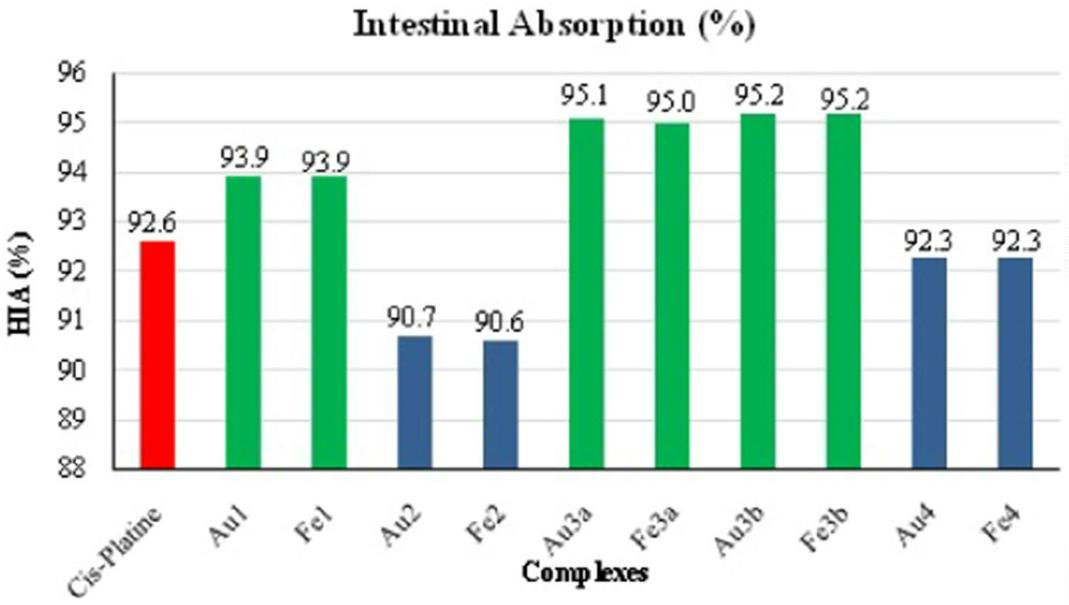 Intestinal Absorption (%)
HIA (%)
96
95
94
93
92
91
90
89
88
92.6
93.9
93.9
90.7
90.6
95.1
95.0
95.2
95.2
92.3
92.3
Cis-Platine
Au1
Fe1
Au2
Fe2
Au3a
Fe3a
Au3b
Fe3b
Au4
Fe4
Complexes